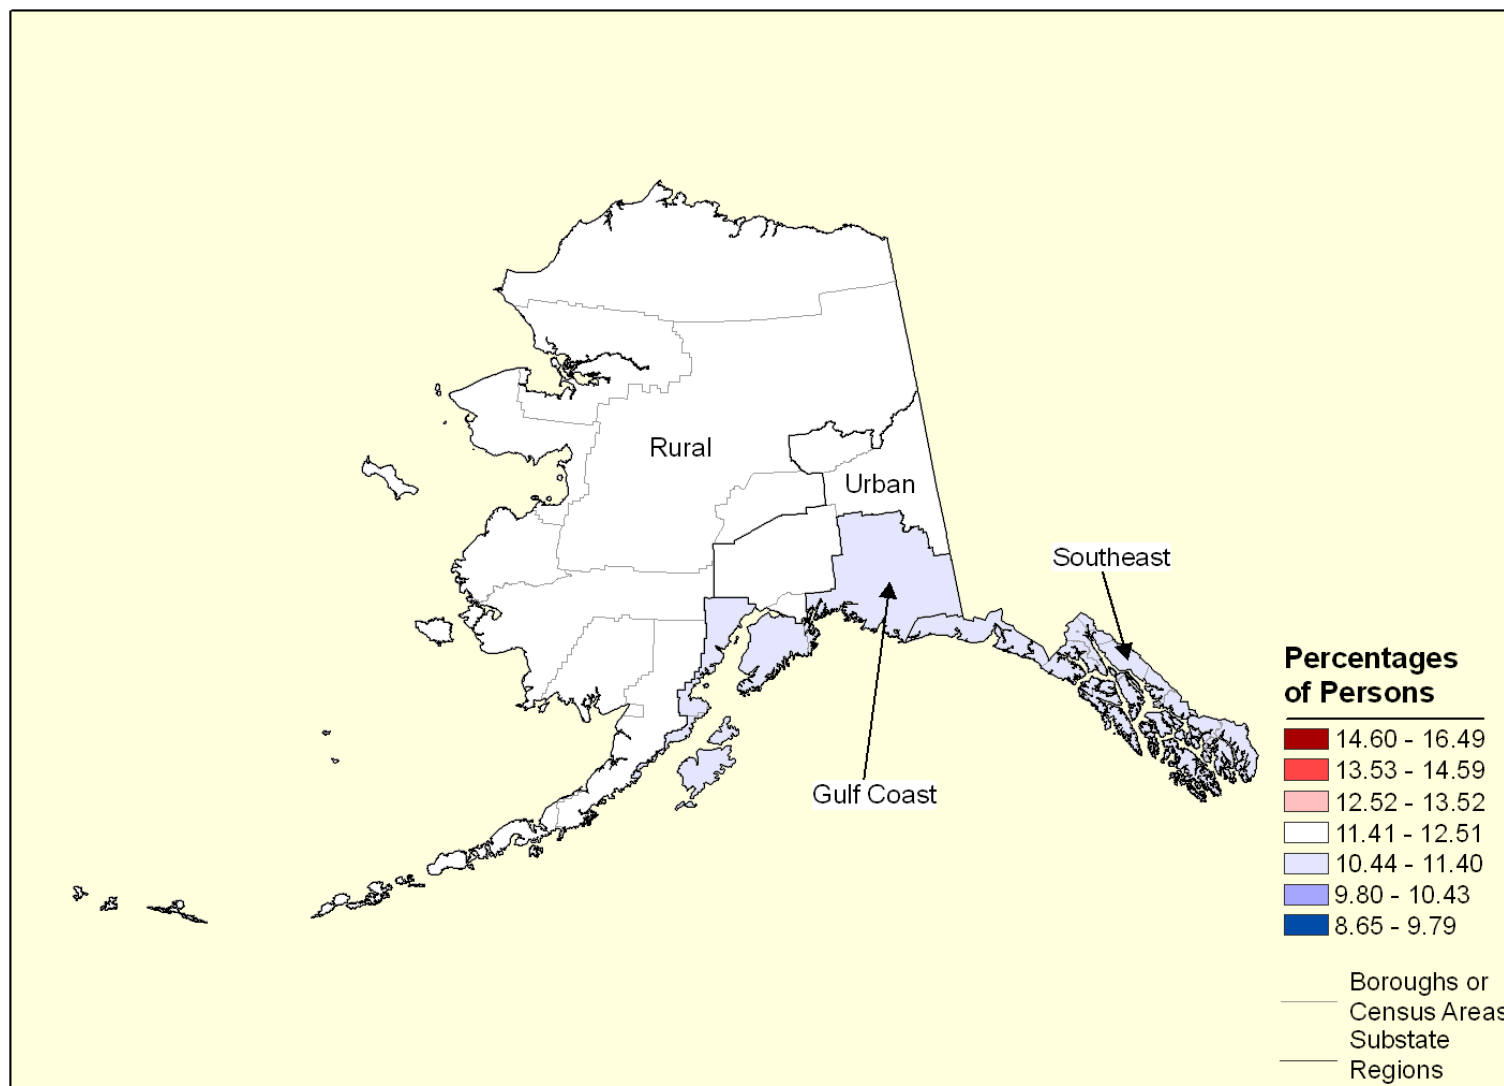 Rural
Urban
Southeast
Gulf Coast
Percentages
of Persons
14.60 - 16.49
13.53 - 14.59
12.52 - 13.52
11.41 - 12.51
10.44 - 11.40
9.80 - 10.43
8.65 - 9.79
Boroughs or
Census Areas
Substate
Regions